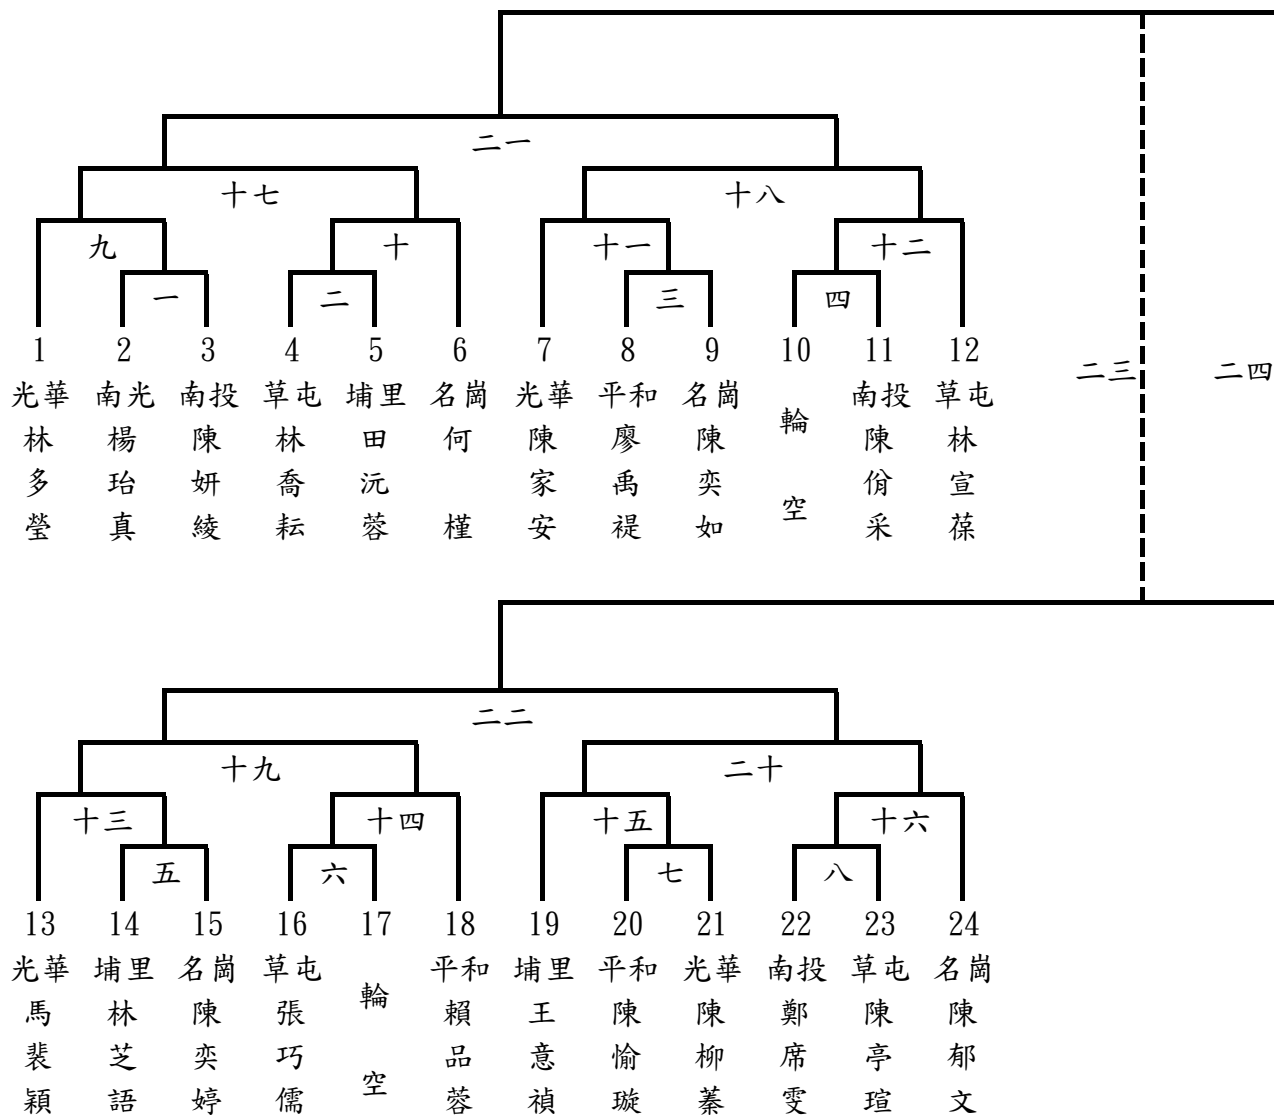 二一
十七 十八
九 十 十一 十二
一 二 三 四
1 2 3 4 5 6 7 8 9 10 11 12
二三 二四
光華 南光 南投 草屯 埔里 名崗 光華 平和 名崗 輪空 南投 草屯
林多瑩 楊珆真 陳妍綾 林喬耘 田沅蓉 何槿 陳家安 廖禹褆 陳奕如 陳佾采 林宣葆
二二
十九 二十
十三 十四 十五 十六
五 六 七 八
13 14 15 16 17 18 19 20 21 22 23 24
光華 埔里 名崗 草屯 輪空 平和 埔里 平和 光華 南投 草屯 名崗
馬裴穎 林芝語 陳奕婷 張巧儒 賴品蓉 王意禎 陳愉璇 陳柳蓁 鄭席雯 陳亭瑄 陳郁文